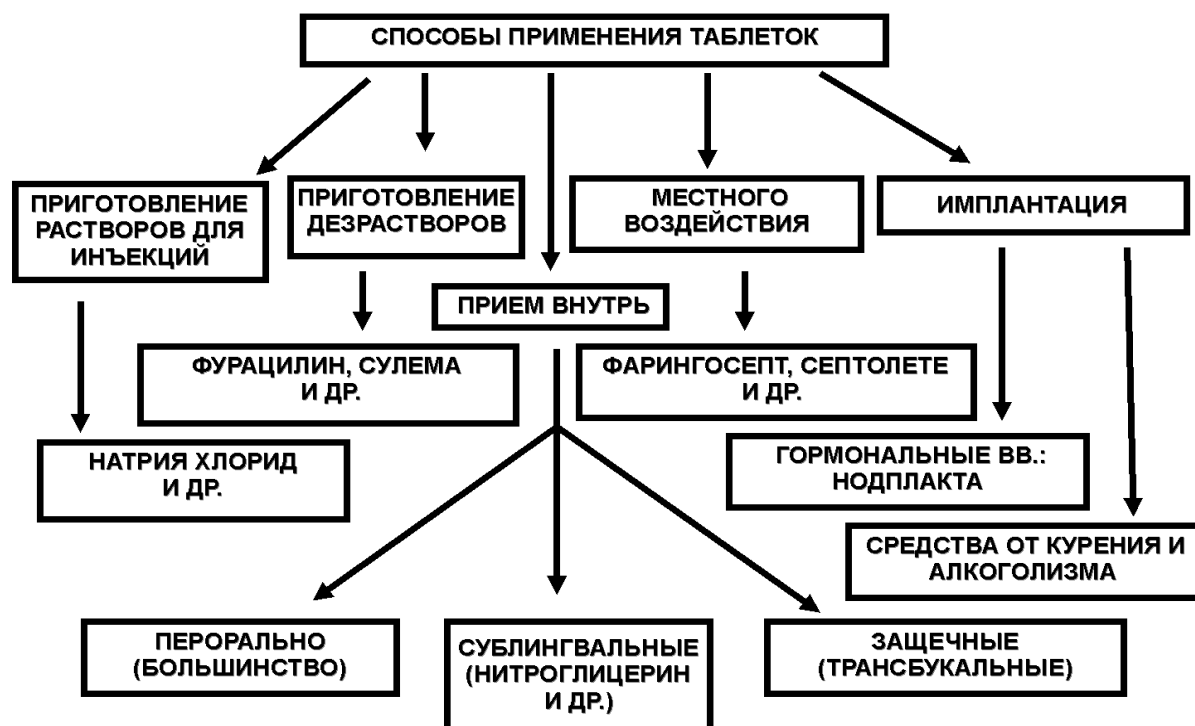 СПОСОБЫ ПРИМЕНЕНИЯ ТАБЛЕТОК
ПРИГОТОВЛЕНИЕ
РАСТВОРОВ ДЛЯ
ИНЪЕКЦИЙ
ПРИГОТОВЛЕНИЕ
ДЕЗРАСТВОРОВ
МЕСТНОГО
ВОЗДЕЙСТВИЯ
ИМПЛАНТАЦИЯ
ПРИЕМ ВНУТРЬ
ФУРАЦИЛИН, СУЛЕМА
И ДР.
ФАРИНГОСЕПТ, СЕПТОЛЕТЕ
И ДР.
НАТРИЯ ХЛОРИД
И ДР.
ГОРМОНАЛЬНЫЕ ВВ.:
НОДПЛАКТА
СРЕДСТВА ОТ КУРЕНИЯ И
АЛКОГОЛИЗМА
ПЕРОРАЛЬНО
(БОЛЬШИНСТВО)
СУБЛИНГВАЛЬНЫЕ
(НИТРОГЛИЦЕРИН
И ДР.)
ЗАЩЕЧНЫЕ
(ТРАНСБУКАЛЬНЫЕ)